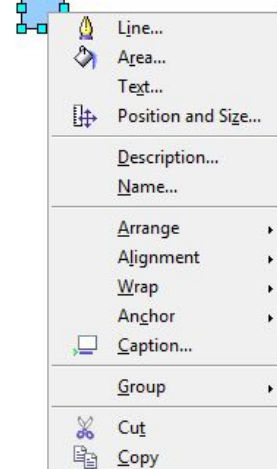 Line...
Area...
Text...
Position and Size...
Description...
Name...
Arrange
Alignment
Wrap
Anchor
Caption...
Group
Cut
Copy